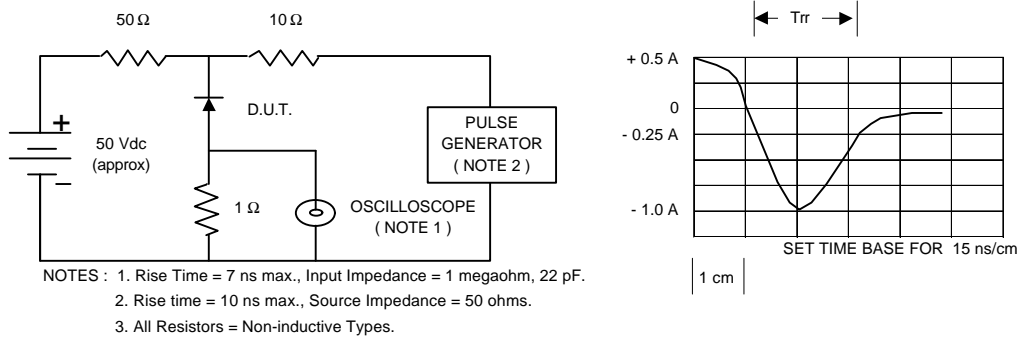 50 Ω
10 Ω
D.U.T.
+
50 Vdc
(approx)
−
1 Ω
OSCILLOSCOPE
( NOTE 1 )
PULSE
GENERATOR
( NOTE 2 )
Trr
+ 0.5 A
0
- 0.25 A
- 1.0 A
SET TIME BASE FOR 15 ns/cm
1 cm
NOTES : 1. Rise Time = 7 ns max., Input Impedance = 1 megaohm, 22 pF.
2. Rise time = 10 ns max., Source Impedance = 50 ohms.
3. All Resistors = Non-inductive Types.